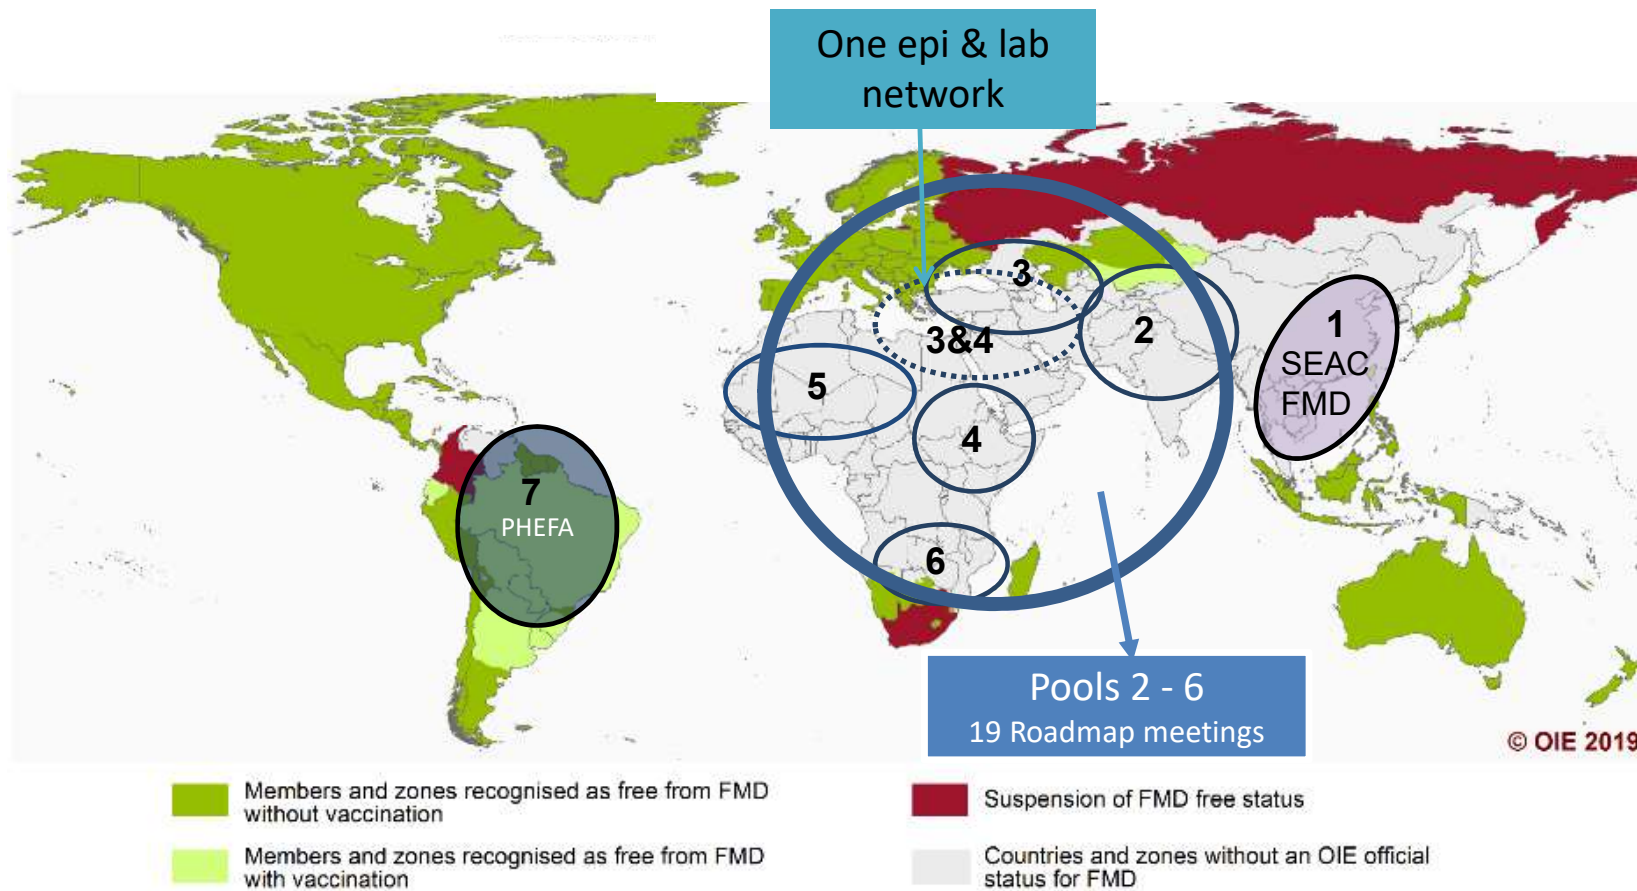 One epi & lab
network
3
3&4
2
1
SEAC
FMD
5
4
7
PHEFA
6
Pools 2 - 6
19 Roadmap meetings
© OIE 2019
Members and zones recognised as free from FMD
without vaccination
Suspension of FMD free status
Members and zones recognised as free from FMD
with vaccination
Countries and zones without an OIE official
status for FMD